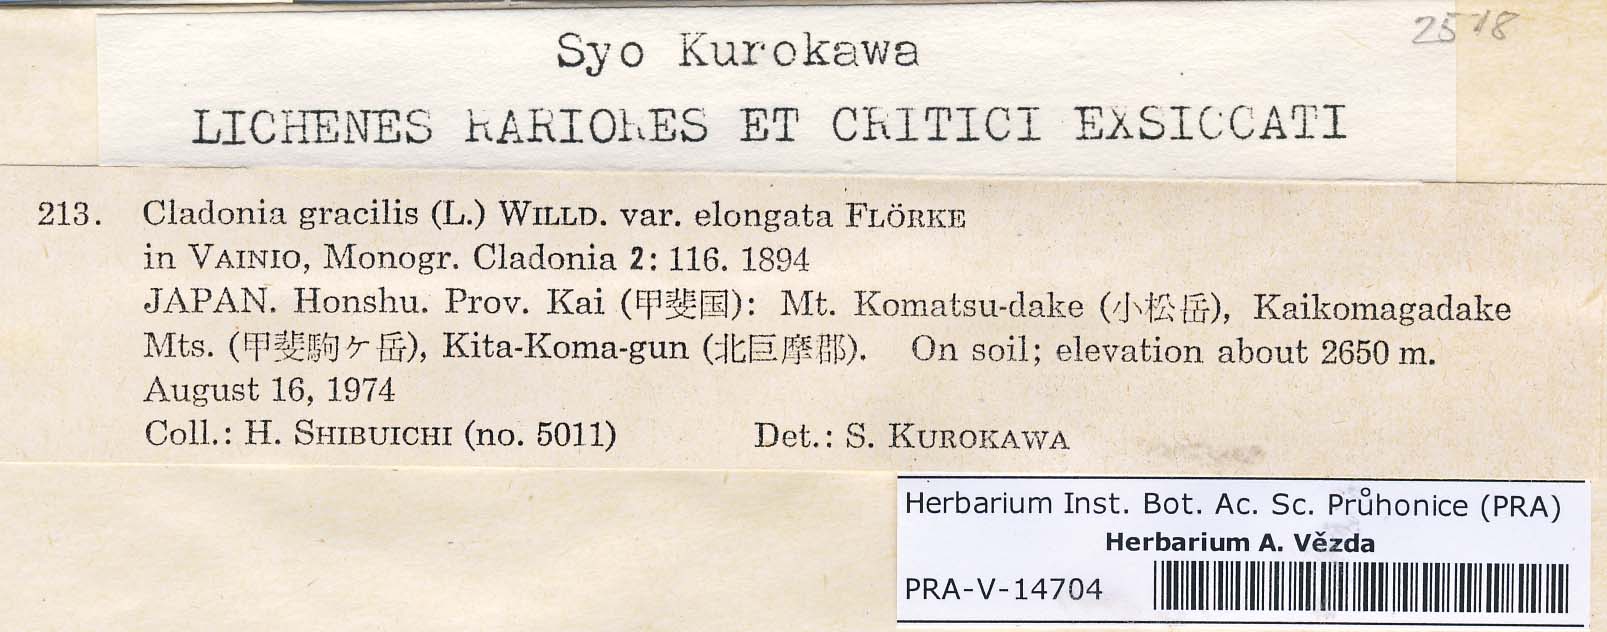 2518
Syo Kurokawa
LICHENES RARIORES ET CRITICI EXSICCATI
213. Cladonia gracilis (L.) WILLD. var. elongata FLÖRKE
in VAINIO, Monogr. Cladonia 2: 116. 1894
JAPAN. Honshu. Prov. Kai (甲斐国): Mt. Komatsu-dake (小松岳), Kaikomagadake
Mts. (甲斐駒ケ岳), Kita-Koma-gun (北巨摩郡). On soil; elevation about 2650 m.
August 16, 1974
Coll.: H. SHIBUICHI (no. 5011) Det.: S. KUROKAWA
Herbarium Inst. Bot. Ac. Sc. Průhonice (PRA)
Herbarium A. Vězda
PRA-V-14704